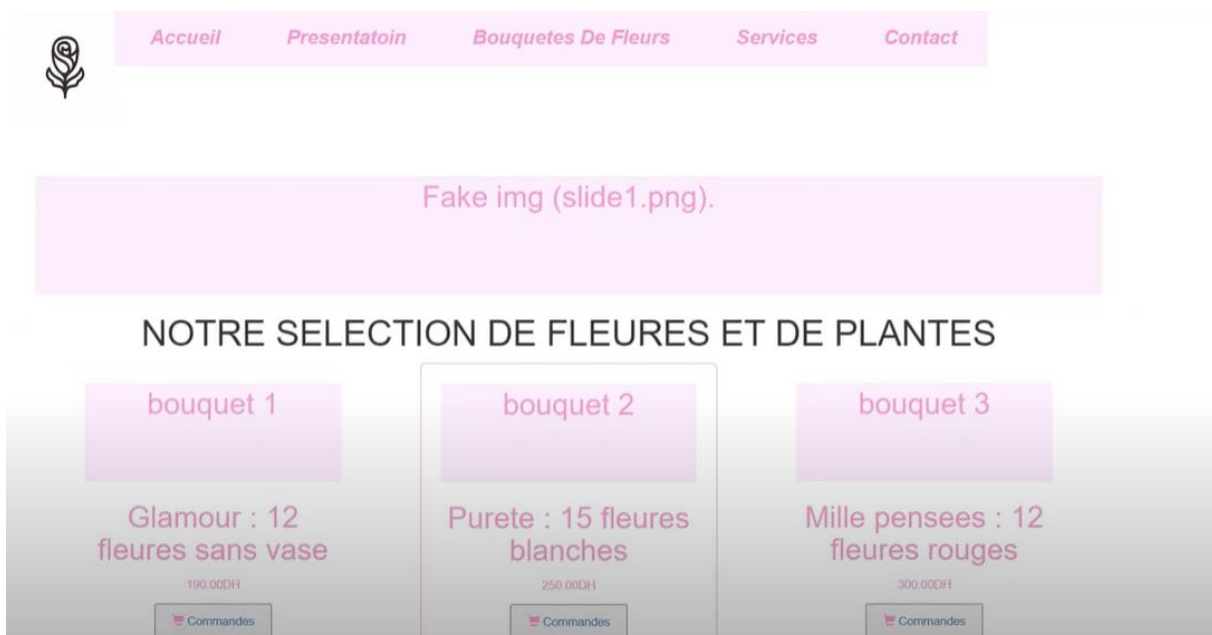 Accueil Presentatoin Bouquetes De Fleurs Services Contact
Fake img (slide1.png).
NOTRE SELECTION DE FLEURES ET DE PLANTES
bouquet 1
bouquet 2
bouquet 3
Glamour : 12
fleures sans vase
190.00DH
Commandes
Purete : 15 fleures
blanches
250.00DH
Commandes
Mille pensees : 12
fleures rouges
300.00DH
Commandes